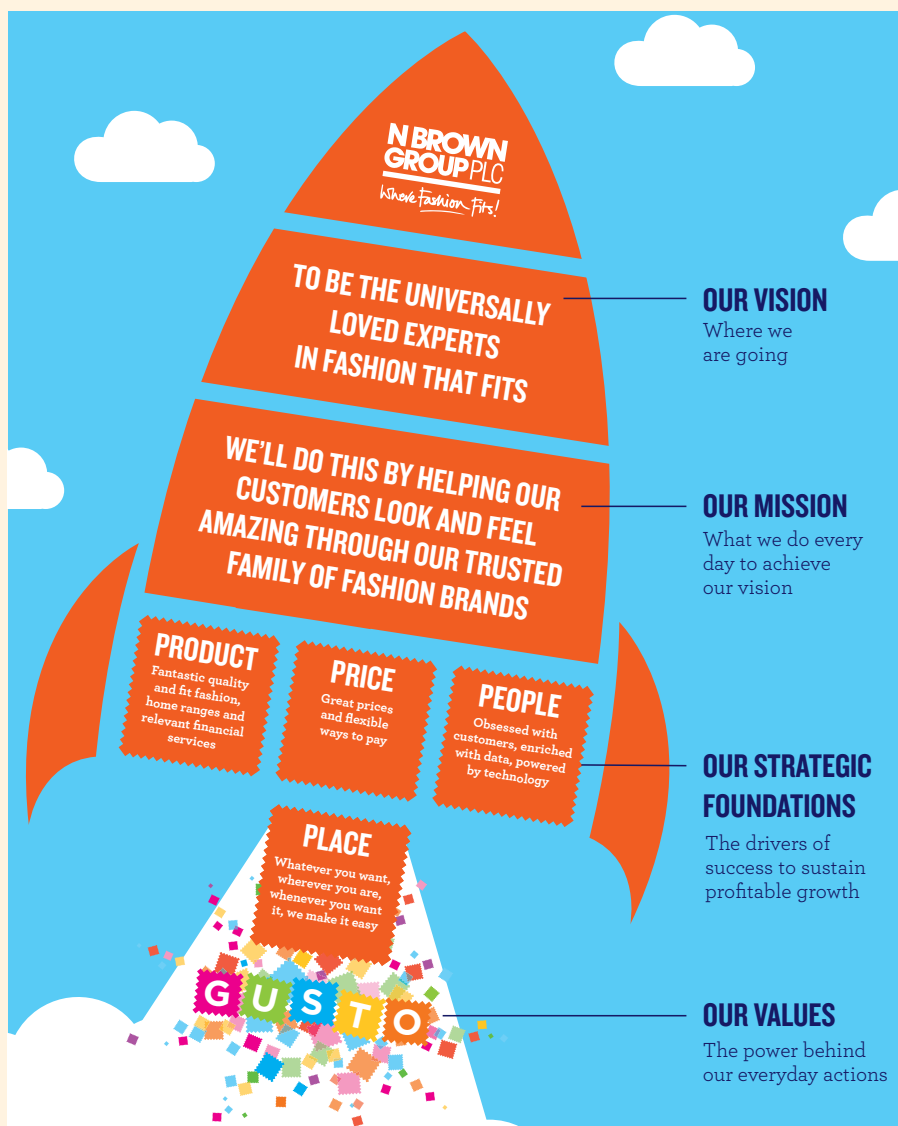 N BROWN
GROUP PLC
Where Fashion Fits!
TO BE THE UNIVERSALLY
LOVED EXPERTS
IN FASHION THAT FITS
OUR VISION
Where we
are going
WE'LL DO THIS BY HELPING OUR
CUSTOMERS LOOK AND FEEL
AMAZING THROUGH OUR TRUSTED
FAMILY OF FASHION BRANDS
OUR MISSION
What we do every
day to achieve
our vision
PRODUCT
Fantastic quality
and fit fashion,
home ranges and
relevant financial
services
PRICE
Great prices
and flexible
ways to pay
PEOPLE
Obsessed with
customers, enriched
with data, powered
by technology
PLACE
Whatever you want,
wherever you are,
whenever you want
it, we make it easy
OUR STRATEGIC
FOUNDATIONS
The drivers of
success to sustain
profitable growth
GUSTO
OUR VALUES
The power behind
our everyday actions